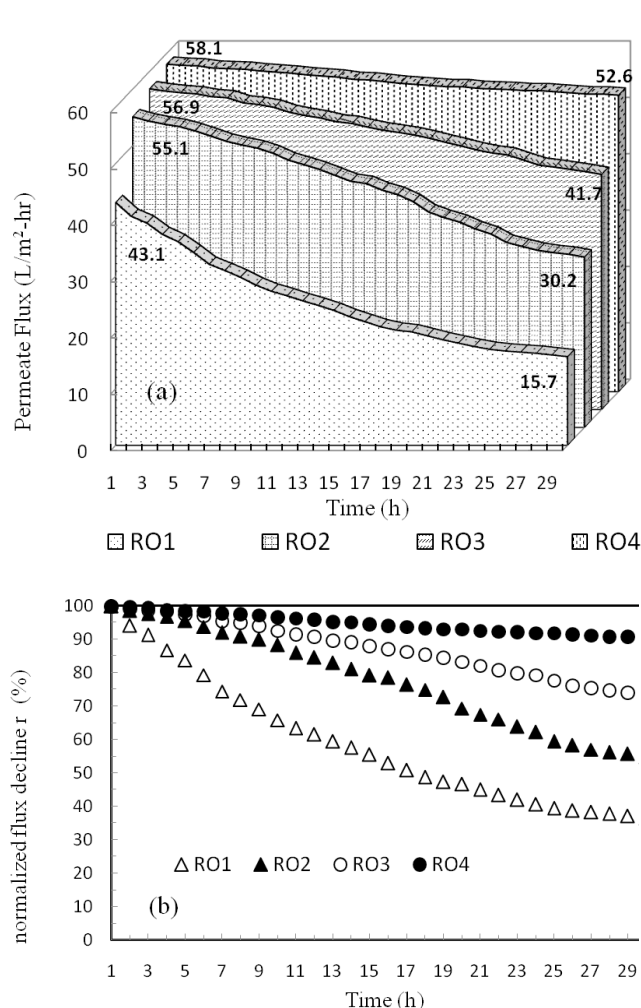 58.1
52.6
60
56.9
50
55.1
41.7
40
43.1
30.2
30
20
15.7
10
(a)
0
Permeate Flux (L/m²-hr)
1 3 5 7 9 11 13 15 17 19 21 23 25 27 29
Time (h)
RO1 RO2 RO3 RO4
100
90
80
70
60
50
40
30
20
10
0
normalized flux decline r (%)
RO1 RO2 RO3 RO4
(b)
1 3 5 7 9 11 13 15 17 19 21 23 25 27 29
Time (h)